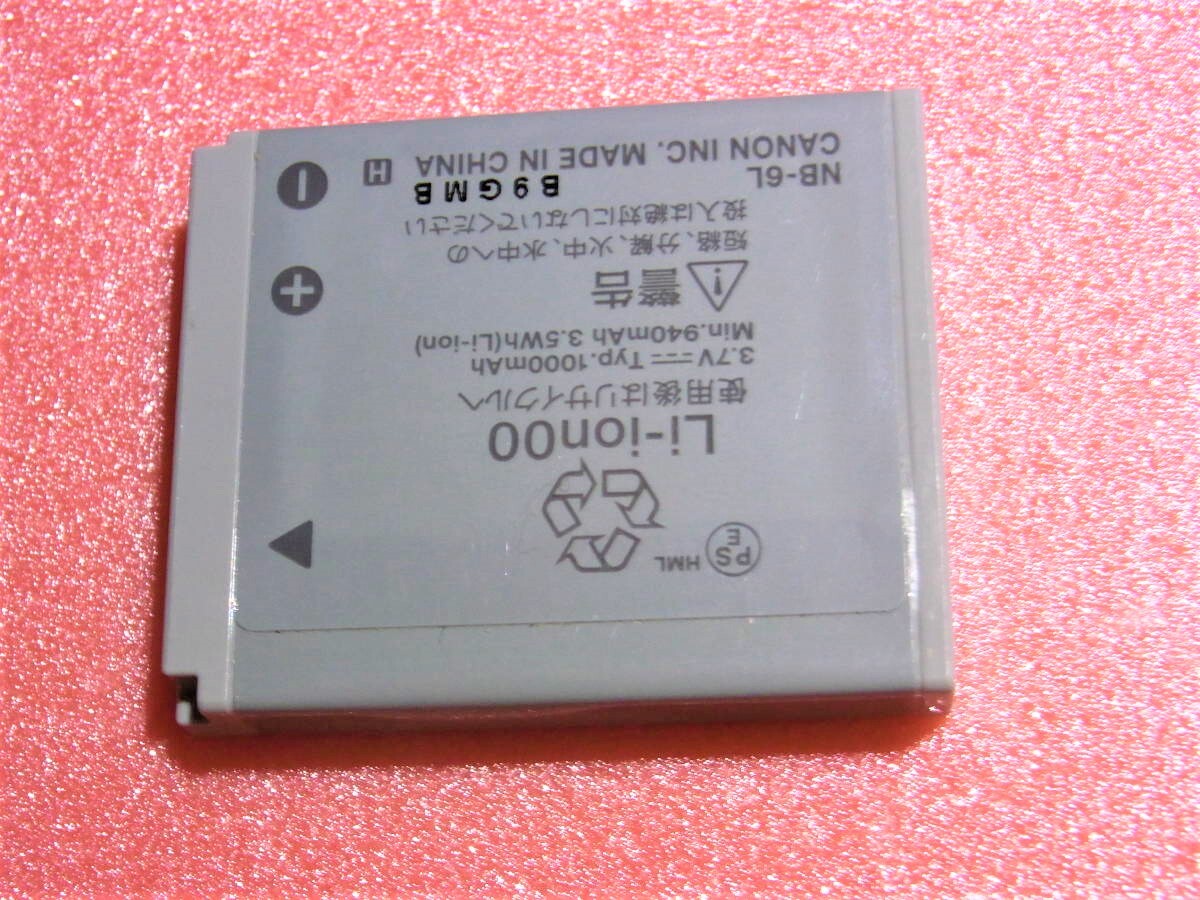 PS
E
HML
Li-ion00
使用後はリサイクルへ
3.7V⎓Typ.1000mAh
Min.940mAh 3.5Wh(Li-ion)
警告
短絡、分解、火中、水中への
投入は絶対にしないでください
NB-6L B9GMB
CANON INC. MADE IN CHINA H